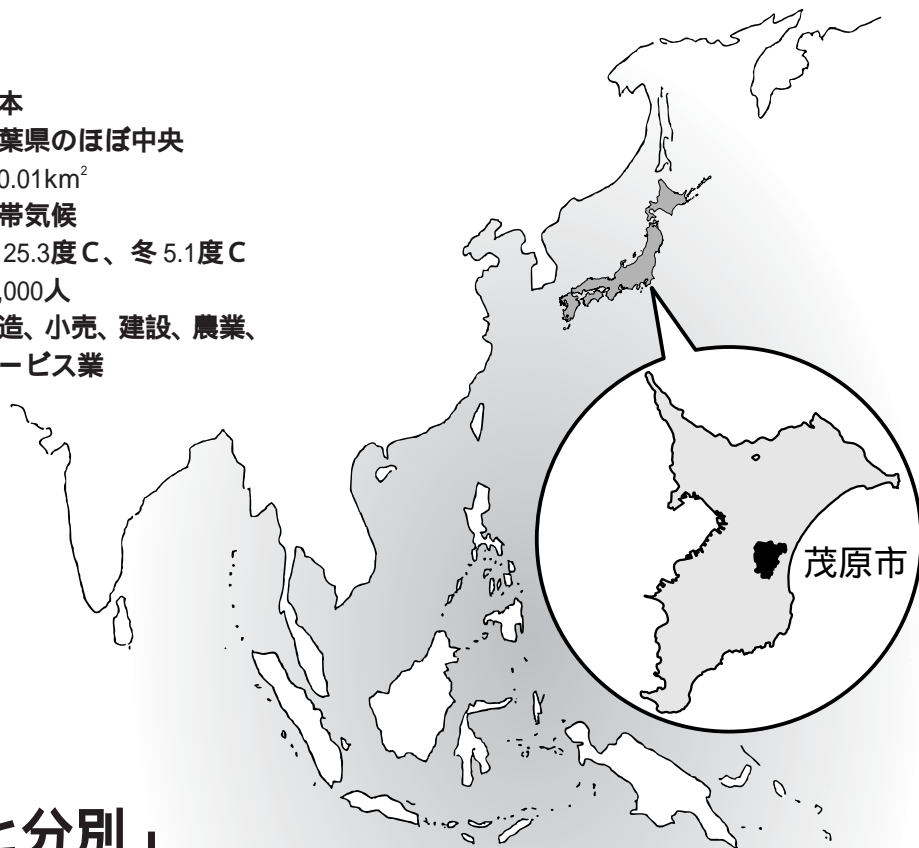 本
葉県のほぼ中央
0.01km²
帯気候
25.3度C、冬 5.1度C
,000人
造、小売、建設、農業、
ービス業
茂原市
と分別」